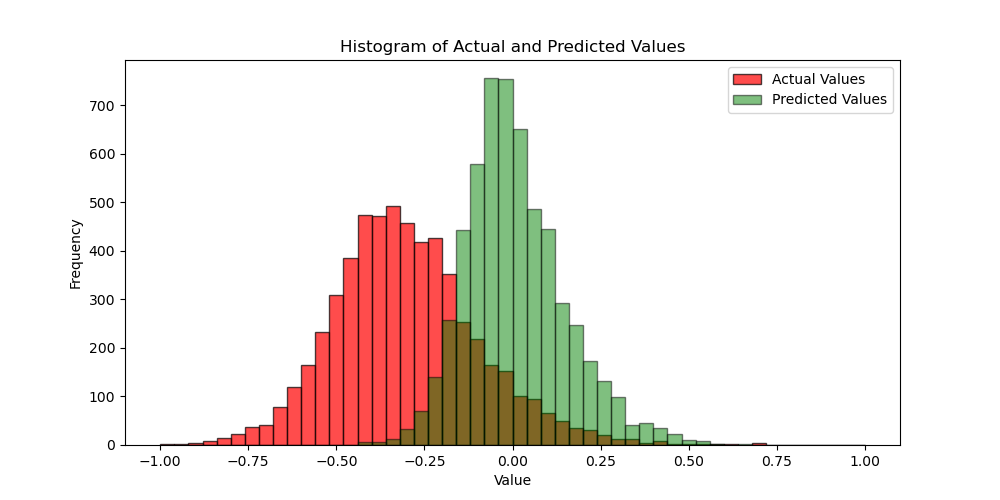 Histogram of Actual and Predicted Values
Actual Values
Predicted Values
Frequency
700
600
500
400
300
200
100
0
−1.00 −0.75 −0.50 −0.25 0.00 0.25 0.50 0.75 1.00
Value